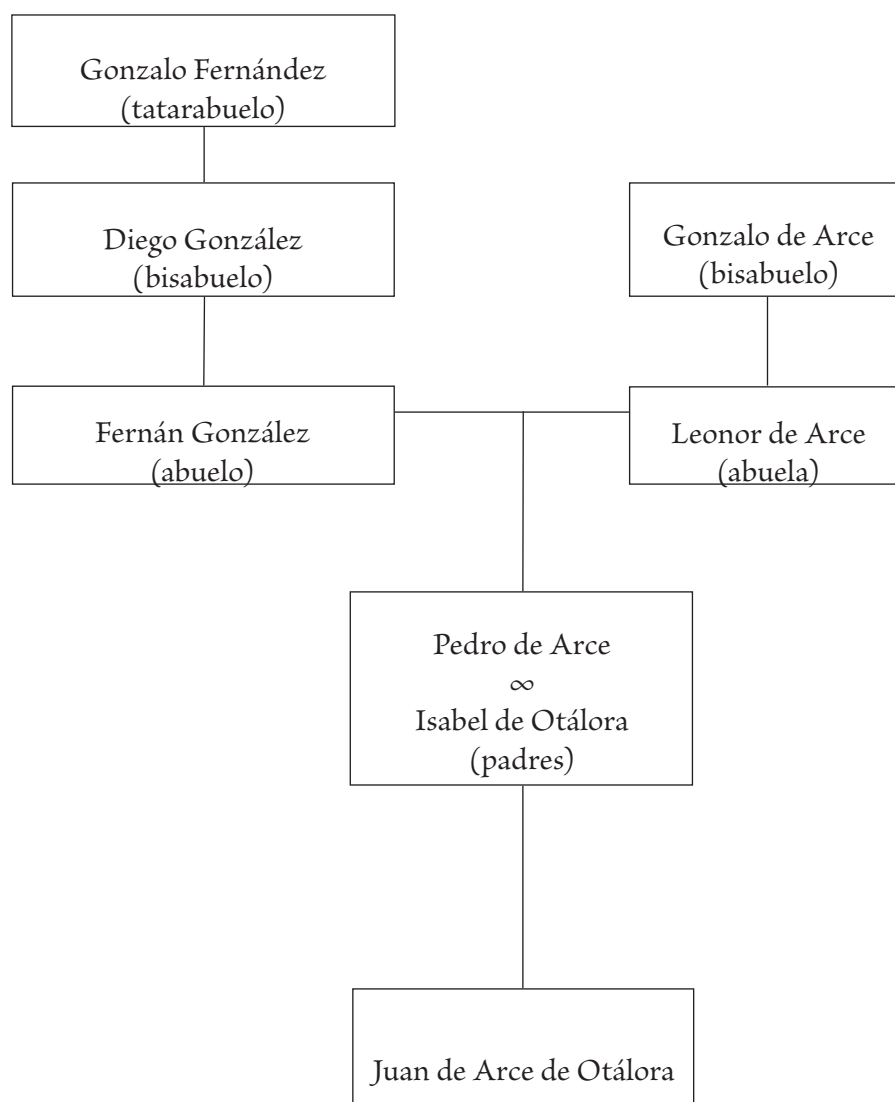 Gonzalo Fernández
(tatarabuelo)
Diego González
(bisabuelo)
Gonzalo de Arce
(bisabuelo)
Fernán González
(abuelo)
Leonor de Arce
(abuela)
Pedro de Arce
∞
Isabel de Otálora
(padres)
Juan de Arce de Otálora